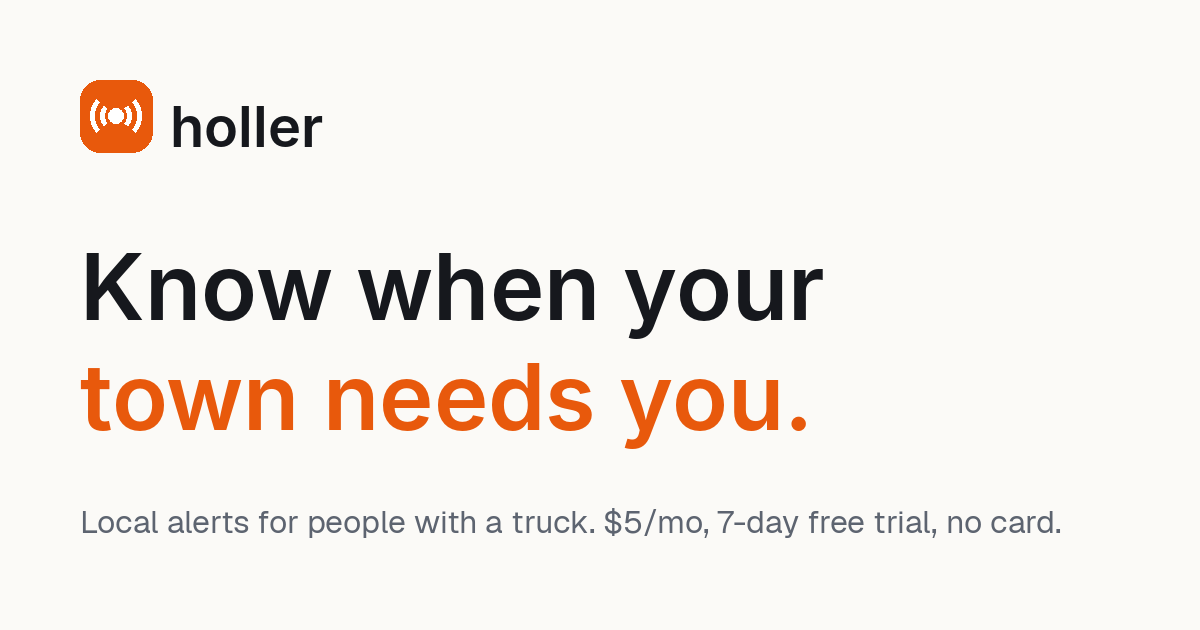 holler
Know when your
town needs you.
Local alerts for people with a truck. $5/mo, 7-day free trial, no card.